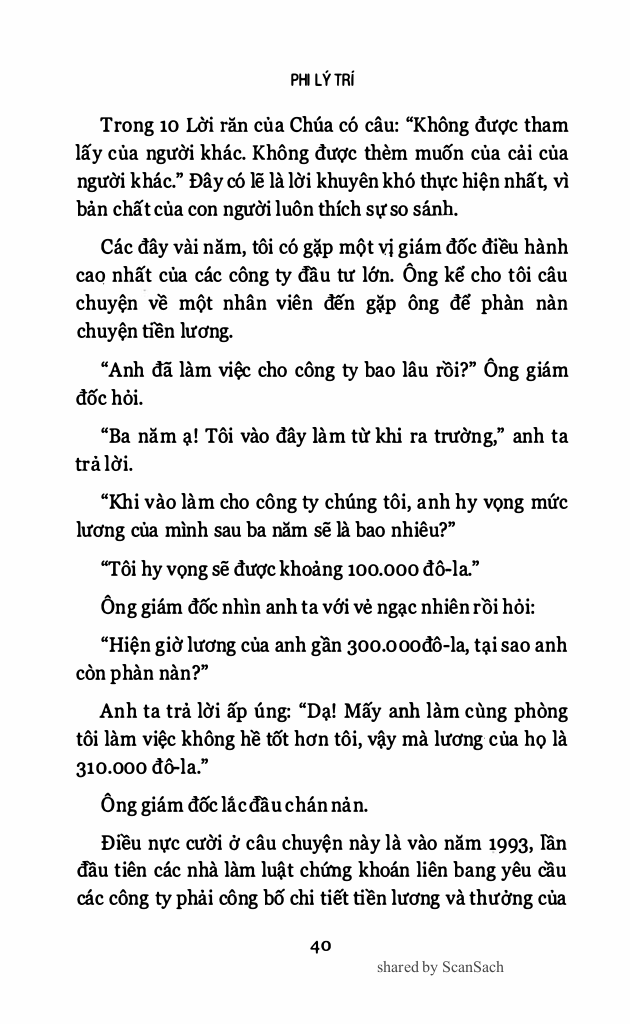 PHI LÝ TRÍ
Trong 10 Lời răn của Chúa có câu: “Không được tham
lấy của người khác. Không được thèm muốn của cải của
người khác.” Đây có lẽ là lời khuyên khó thực hiện nhất, vì
bản chất của con người luôn thích sự so sánh.
Các đây vài năm, tôi có gặp một vị giám đốc điều hành
cao nhất của các công ty đầu tư lớn. Ông kể cho tôi câu
chuyện về một nhân viên đến gặp ông để phàn nàn
chuyện tiền lương.
“Anh đã làm việc cho công ty bao lâu rồi?” Ông giám
đốc hỏi.
“Ba năm ạ! Tôi vào đây làm từ khi ra trường,” anh ta
trả lời.
“Khi vào làm cho công ty chúng tôi, anh hy vọng mức
lương của mình sau ba năm sẽ là bao nhiêu?”
“Tôi hy vọng sẽ được khoảng 100.000 đô-la.”
Ông giám đốc nhìn anh ta với vẻ ngạc nhiên rồi hỏi:
“Hiện giờ lương của anh gần 300.000đô-la, tại sao anh
còn phàn nàn?”
Anh ta trả lời ấp úng: “Dạ! Mấy anh làm cùng phòng
tôi làm việc không hề tốt hơn tôi, vậy mà lương của họ là
310.000 đô-la.”
Ông giám đốc lắc đầu chán nản.
Điều nực cười ở câu chuyện này là vào năm 1993, lần
đầu tiên các nhà làm luật chứng khoán liên bang yêu cầu
các công ty phải công bố chi tiết tiền lương và thưởng của
40
shared by ScanSach